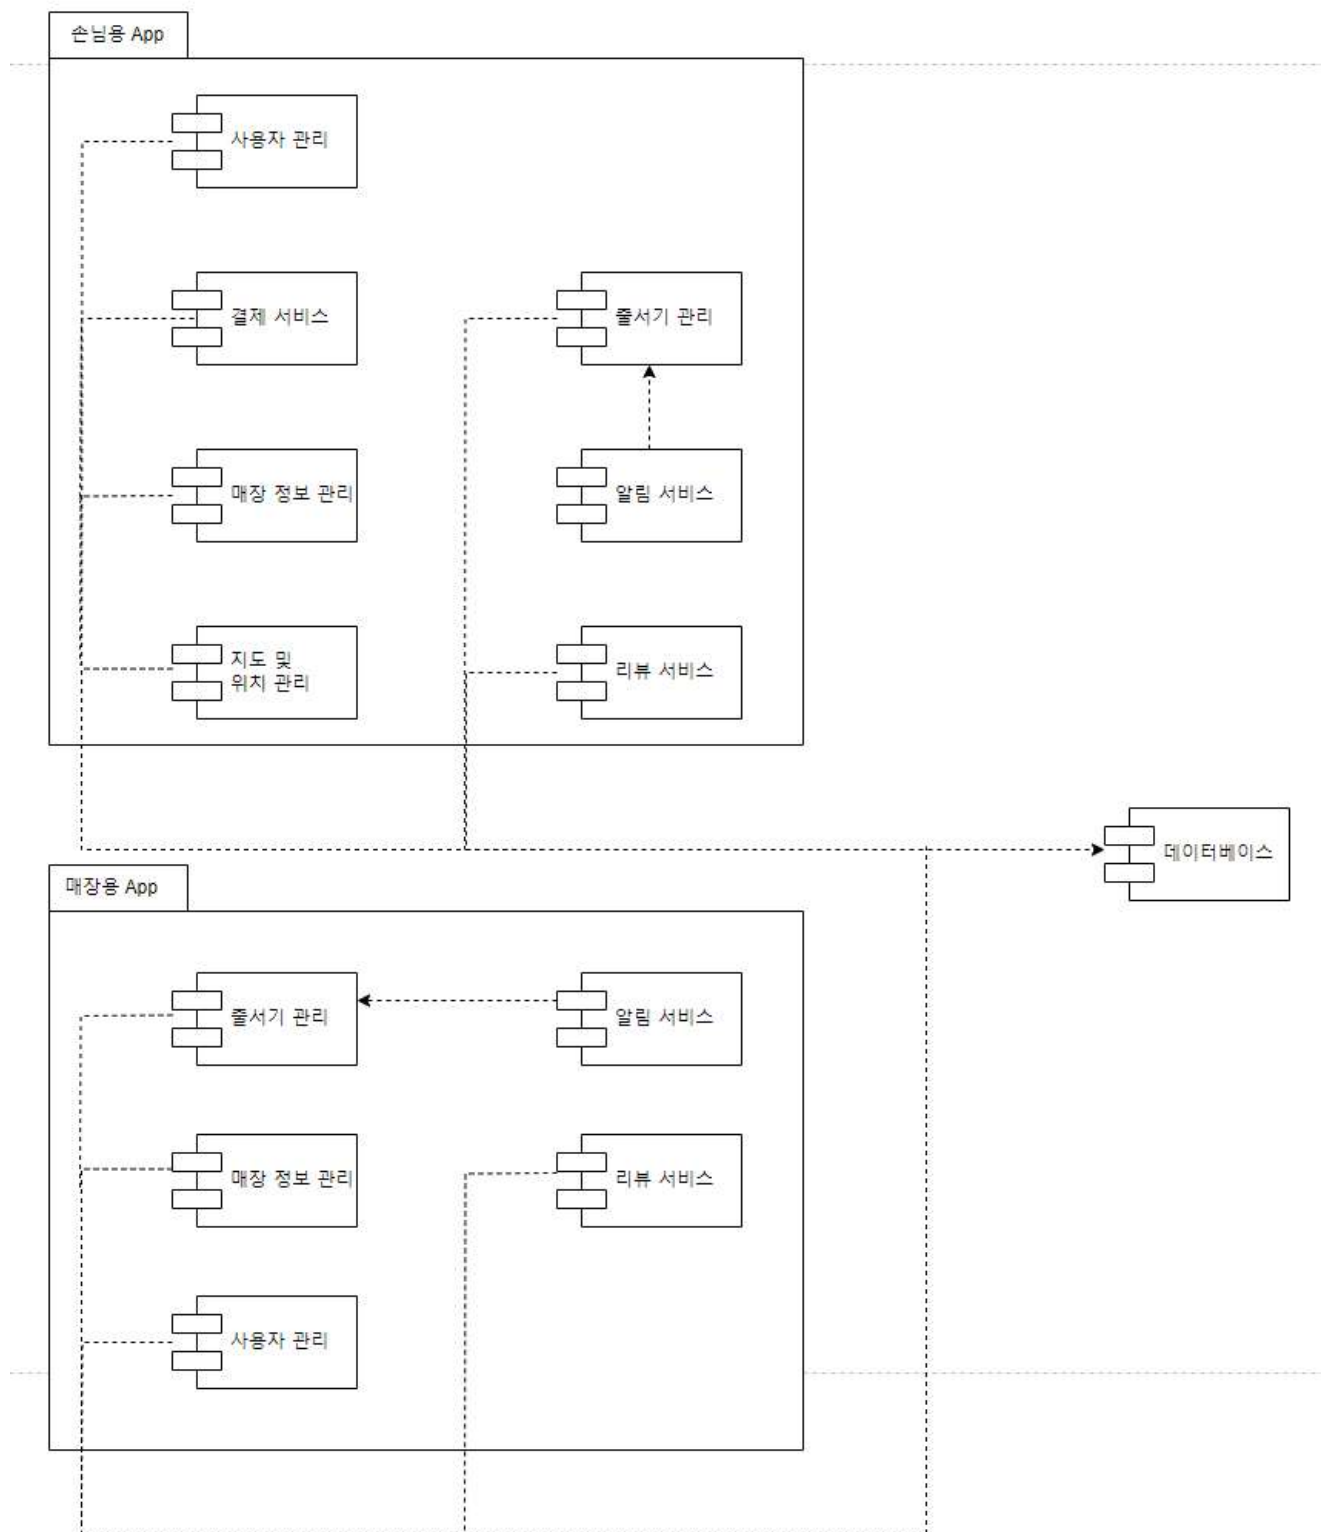 손님용 App
사용자 관리
결제 서비스
줄서기 관리
매장 정보 관리
알림 서비스
지도 및
위치 관리
리뷰 서비스
데이터베이스
매장용 App
줄서기 관리
알림 서비스
매장 정보 관리
리뷰 서비스
사용자 관리